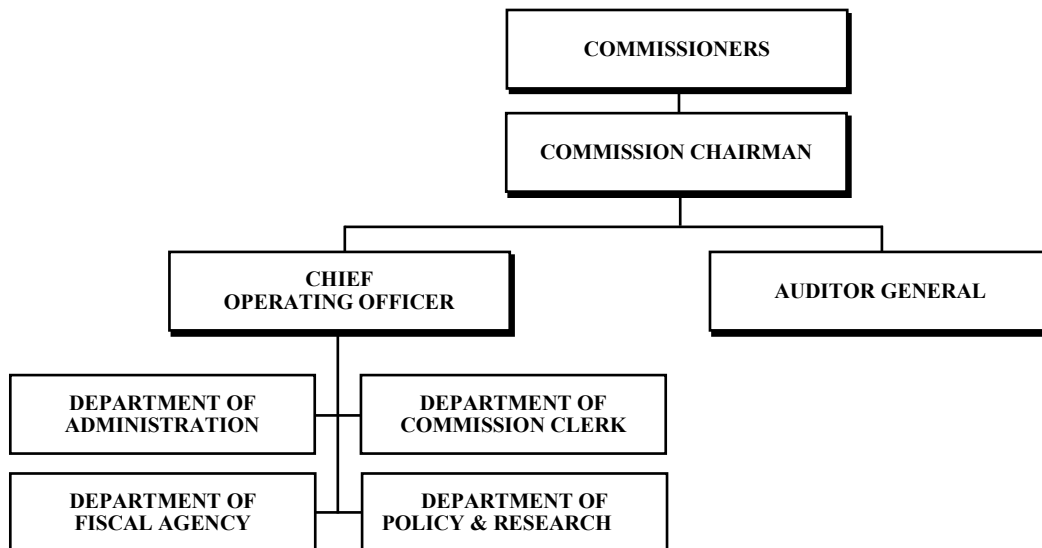 COMMISSIONERS
COMMISSION CHAIRMAN
CHIEF
OPERATING OFFICER
AUDITOR GENERAL
DEPARTMENT OF
ADMINISTRATION
DEPARTMENT OF
COMMISSION CLERK
DEPARTMENT OF
FISCAL AGENCY
DEPARTMENT OF
POLICY & RESEARCH